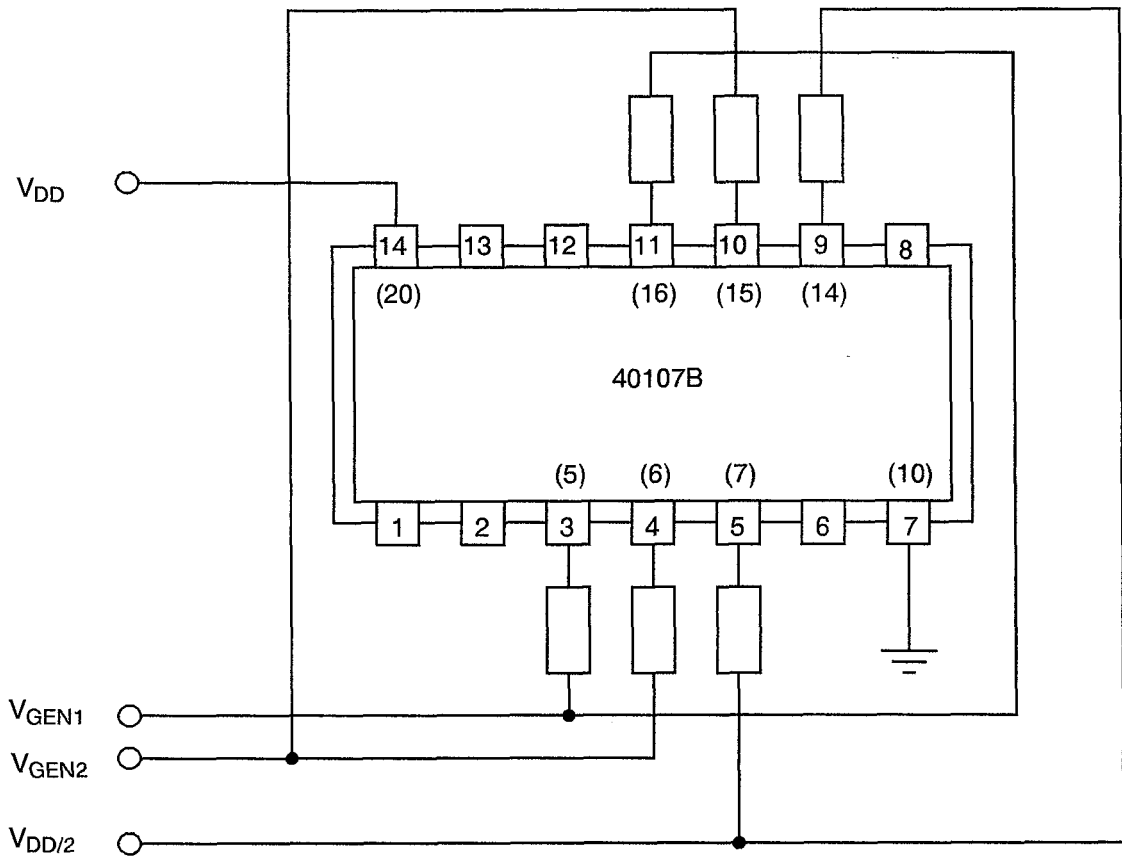 V_DD
14 13 12 11 10 9 8
(20) (16) (15) (14)
40107B
(5) (6) (7) (10)
1 2 3 4 5 6 7
V_GEN1
V_GEN2
V_DD/2